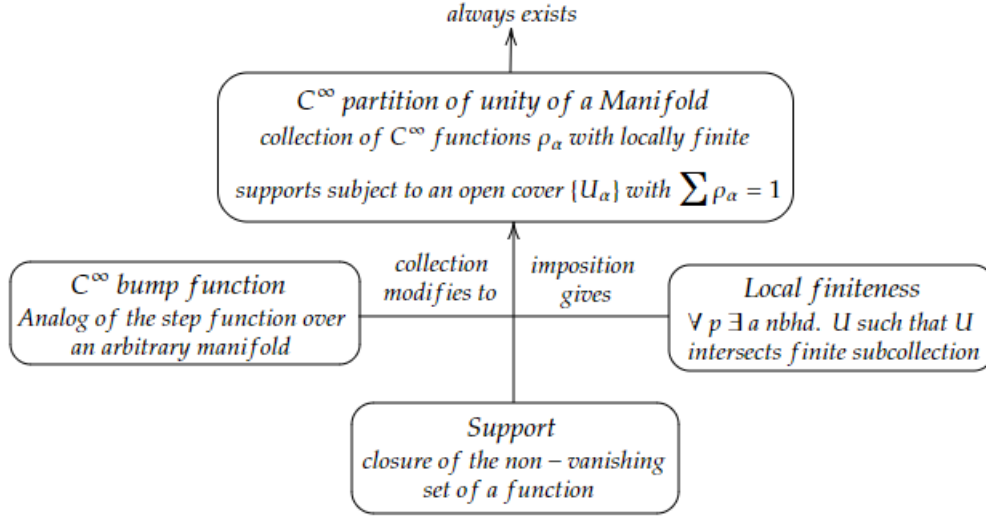 always exists
C∞ partition of unity of a Manifold
collection of C∞ functions ρα with locally finite
supports subject to an open cover {Uα} with ∑ ρα = 1
collection
modifies to
imposition
gives
C∞ bump function
Analog of the step function over
an arbitrary manifold
Local finiteness
∀ p ∃ a nbhd. U such that U
intersects finite subcollection
Support
closure of the non − vanishing
set of a function